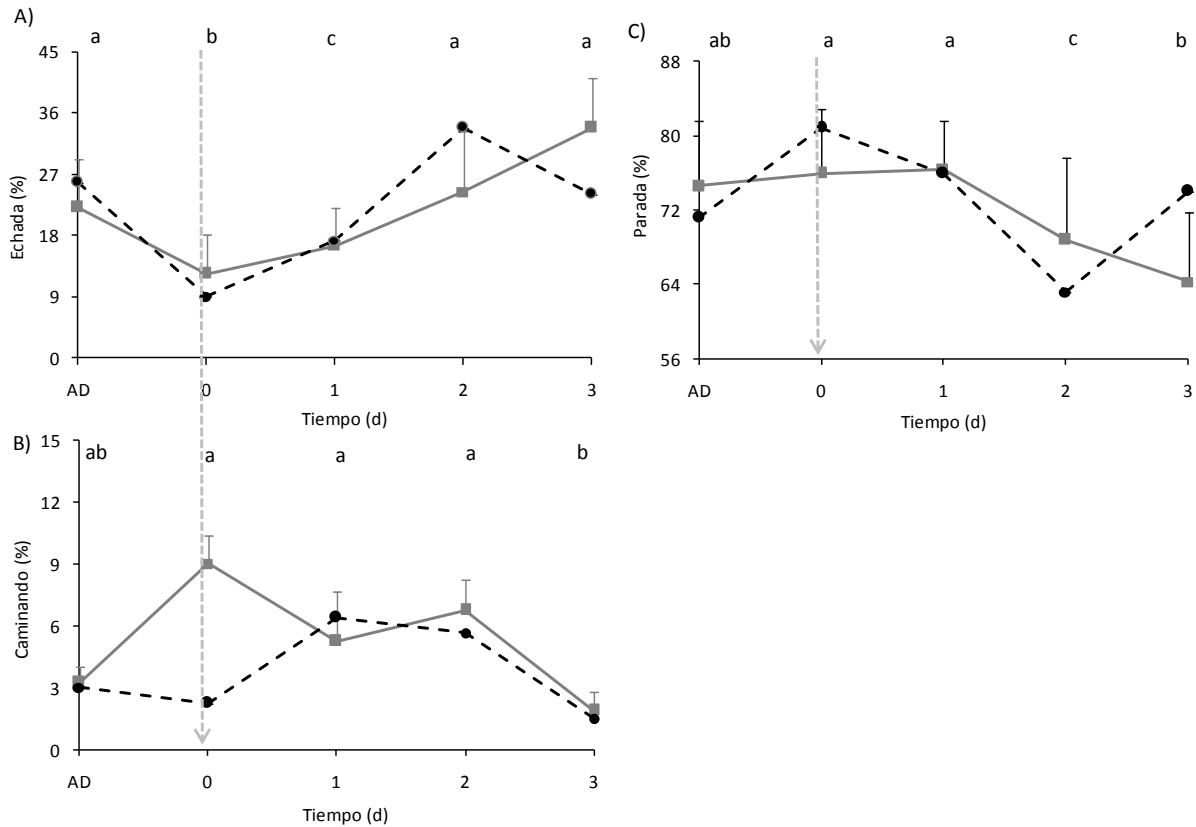 A)
a b c a a
45
36
27
18
9
0
Echada (%)
AD 0 1 2 3
Tiempo (d)
B)
ab a a a b
15
12
9
6
3
0
Caminando (%)
AD 0 1 2 3
Tiempo (d)
C)
ab a a c b
88
80
72
64
56
Parada (%)
AD 0 1 2 3
Tiempo (d)